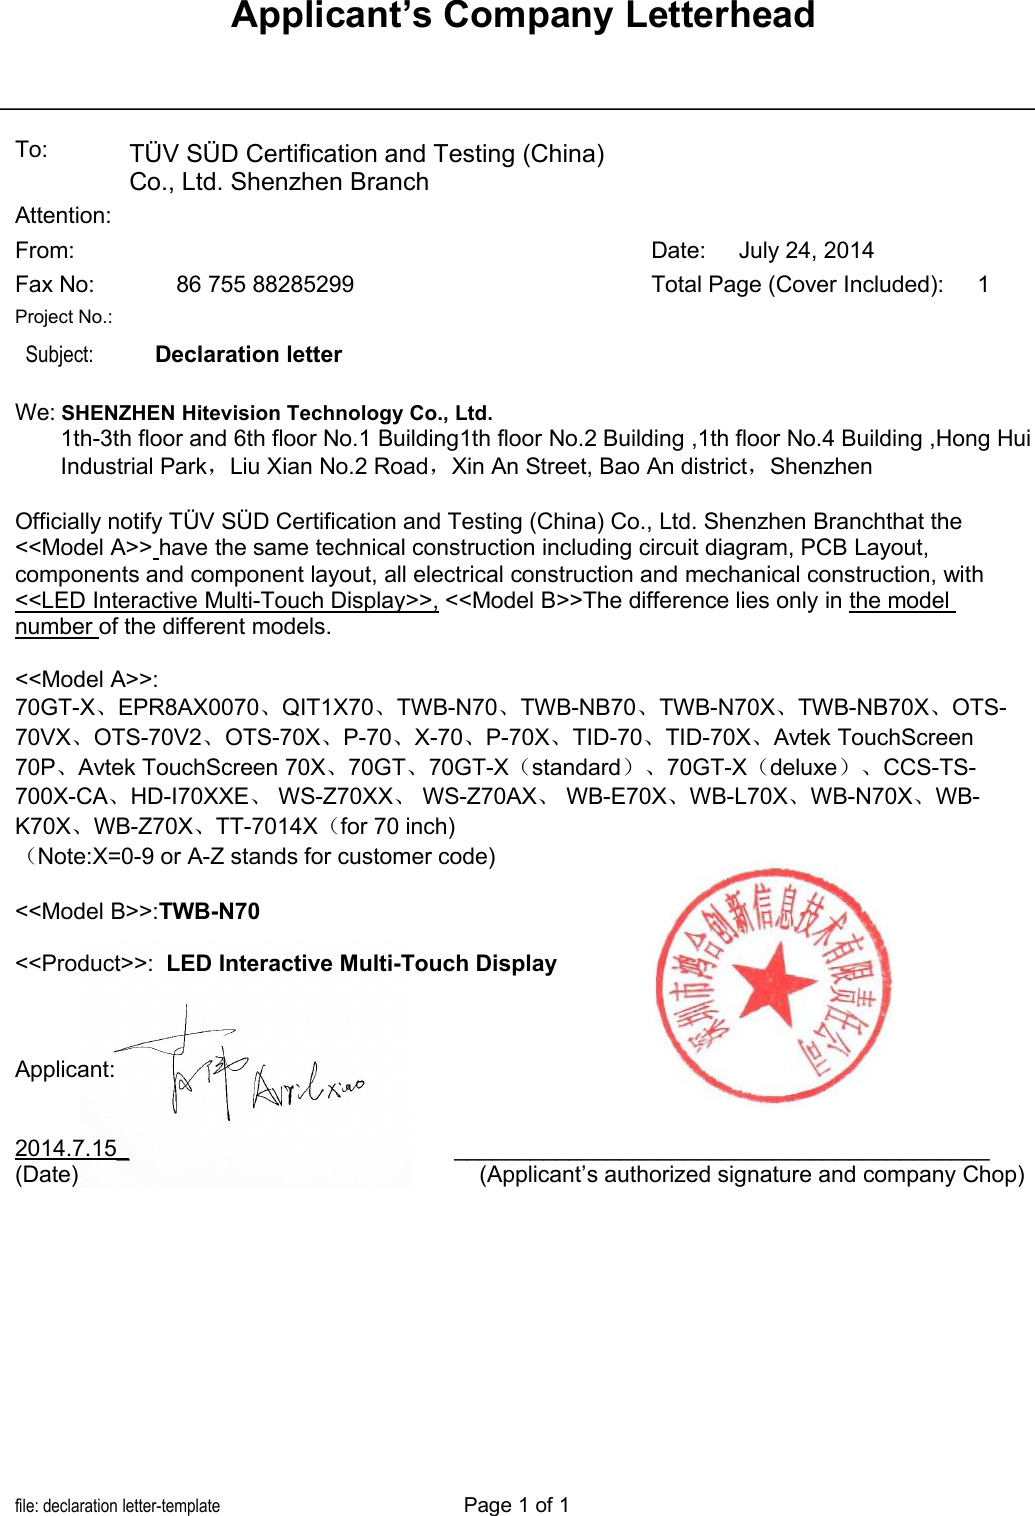 Applicant’s Company Letterhead
To: TÜV SÜD Certification and Testing (China)
Co., Ltd. Shenzhen Branch
Attention:
From: Date: July 24, 2014
Fax No: 86 755 88285299 Total Page (Cover Included): 1
Project No.:
Subject: Declaration letter
We: SHENZHEN Hitevision Technology Co., Ltd.
1th-3th floor and 6th floor No.1 Building1th floor No.2 Building ,1th floor No.4 Building ,Hong Hui
Industrial Park，Liu Xian No.2 Road，Xin An Street, Bao An district，Shenzhen
Officially notify TÜV SÜD Certification and Testing (China) Co., Ltd. Shenzhen Branchthat the
<<Model A>> have the same technical construction including circuit diagram, PCB Layout,
components and component layout, all electrical construction and mechanical construction, with
<<LED Interactive Multi-Touch Display>>, <<Model B>>The difference lies only in the model
number of the different models.
<<Model A>>:
70GT-X、EPR8AX0070、QIT1X70、TWB-N70、TWB-NB70、TWB-N70X、TWB-NB70X、OTS-
70VX、OTS-70V2、OTS-70X、P-70、X-70、P-70X、TID-70、TID-70X、Avtek TouchScreen
70P、Avtek TouchScreen 70X、70GT、70GT-X（standard）、70GT-X（deluxe）、CCS-TS-
700X-CA、HD-I70XXE、 WS-Z70XX、 WS-Z70AX、 WB-E70X、WB-L70X、WB-N70X、WB-
K70X、WB-Z70X、TT-7014X（for 70 inch)
（Note:X=0-9 or A-Z stands for customer code)
<<Model B>>:TWB-N70
<<Product>>: LED Interactive Multi-Touch Display
深圳市鸿合创新信息技术有限责任公司
Applicant: April xiao
2014.7.15_
(Date) (Applicant’s authorized signature and company Chop)
file: declaration letter-template Page 1 of 1